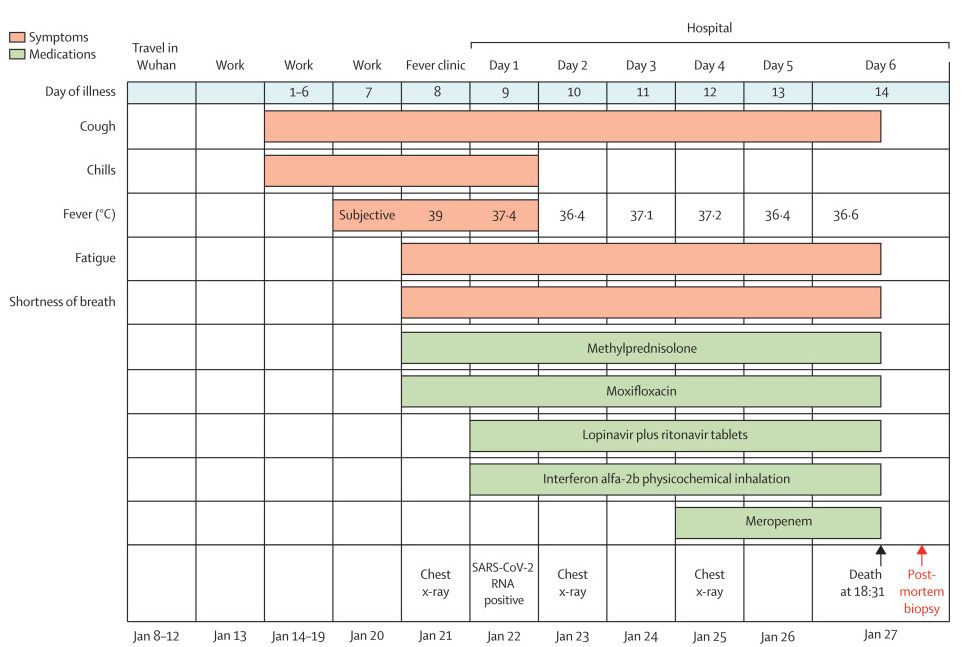 Hospital
Symptoms
Medications
Travel in
Wuhan
Work
Work
Work
Fever clinic
Day 1
Day 2
Day 3
Day 4
Day 5
Day 6
Day of illness
1–6
7
8
9
10
11
12
13
14
Cough
Chills
Fever (°C)
Subjective
39
37·4
36·4
37·1
37·2
36·4
36·6
Fatigue
Shortness of breath
Methylprednisolone
Moxifloxacin
Lopinavir plus ritonavir tablets
Interferon alfa-2b physicochemical inhalation
Meropenem
Chest
x-ray
SARS-CoV-2
RNA
positive
Chest
x-ray
Chest
x-ray
Death
at 18:31
Post-
mortem
biopsy
Jan 8–12
Jan 13
Jan 14–19
Jan 20
Jan 21
Jan 22
Jan 23
Jan 24
Jan 25
Jan 26
Jan 27